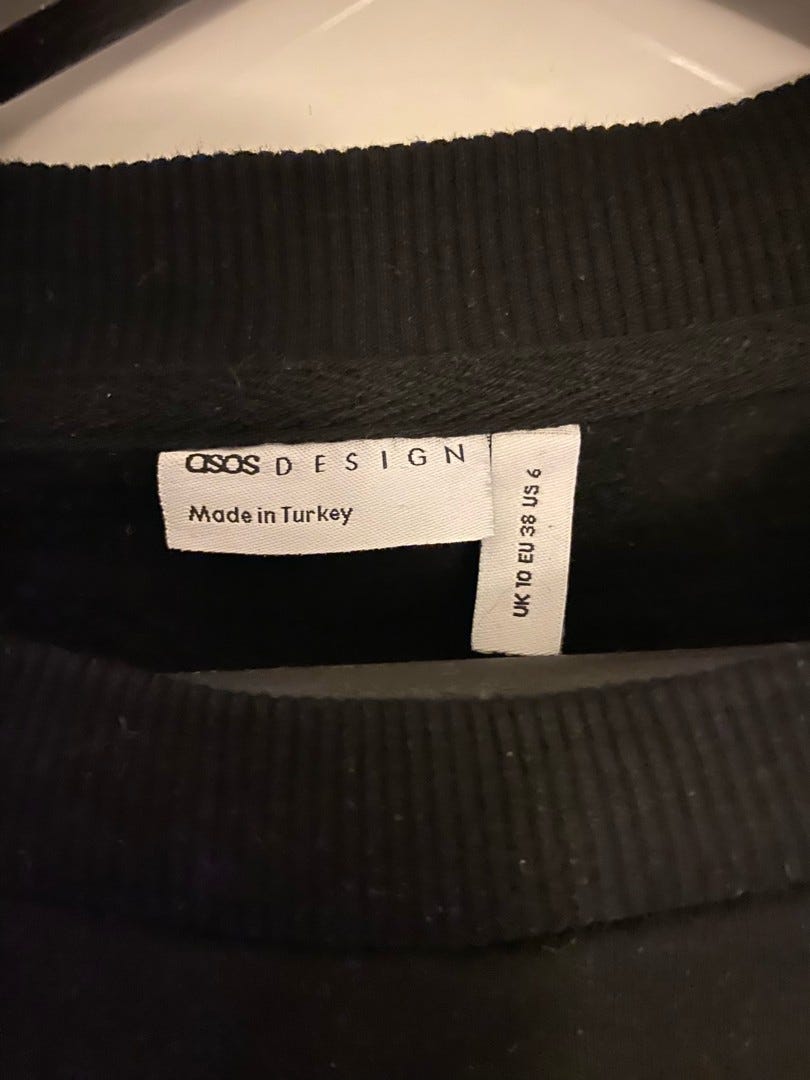 asos DESIGN
Made in Turkey
UK 10 EU 38 US 6